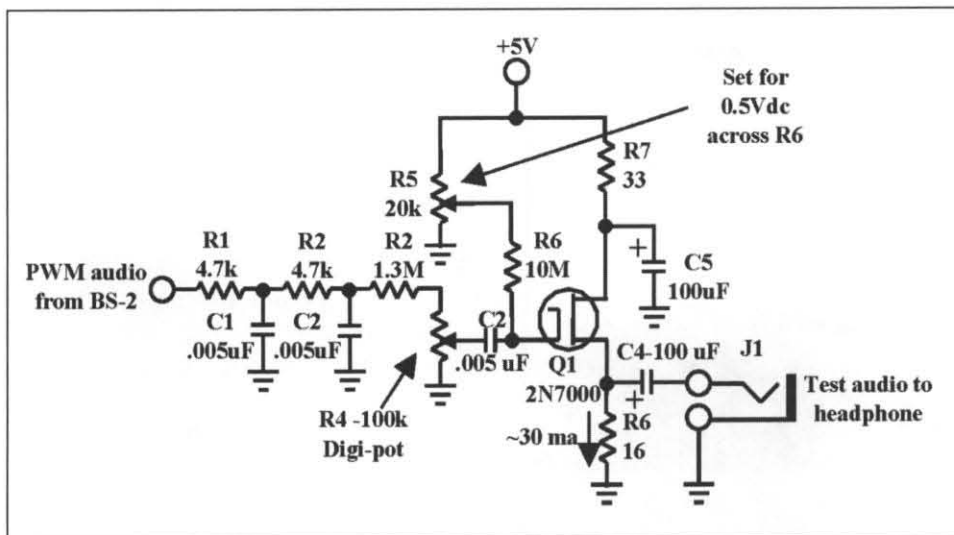 +5V
Set for
0.5Vdc
across R6
R7
33
R5
20k
R1
4.7k
R2
4.7k
R2
1.3M
R6
10M
+
C5
100uF
PWM audio
from BS-2
C1
.005uF
C2
.005uF
C2
.005 uF
Q1
2N7000
C4-100 uF
+
J1
Test audio to
headphone
R4 -100k
Digi-pot
~30 ma
R6
16